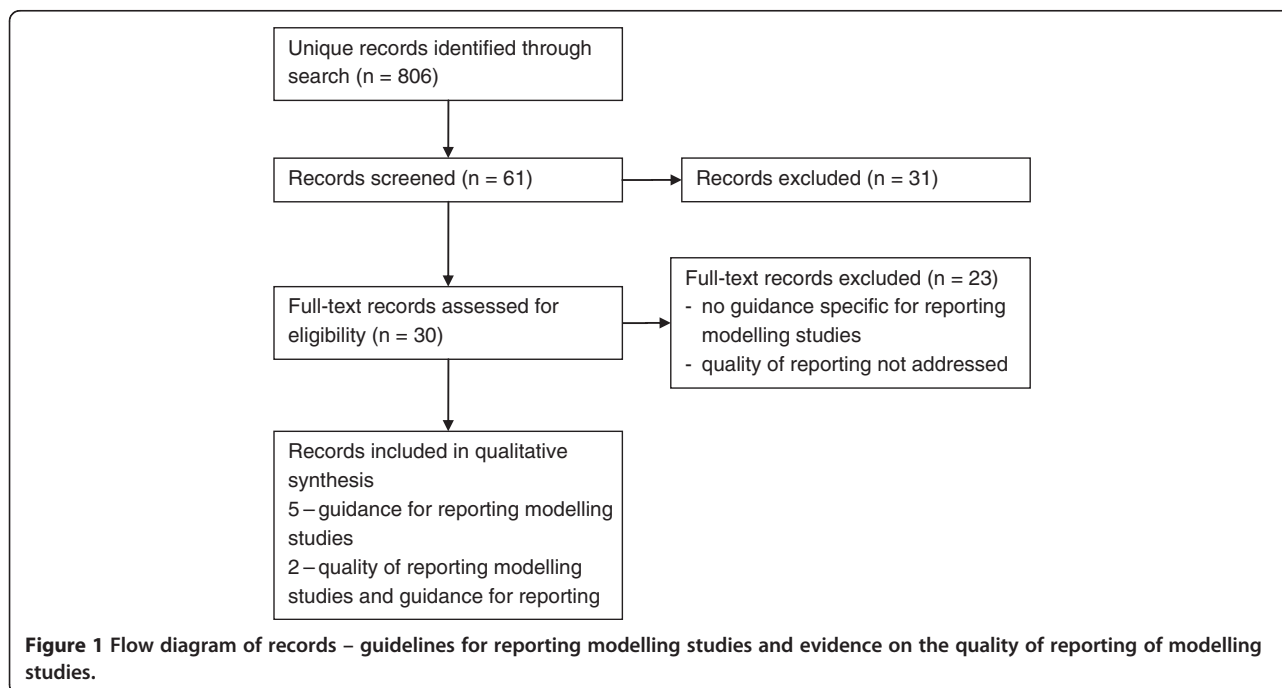 Unique records identified through
search (n = 806)
Records screened (n = 61)
Records excluded (n = 31)
Full-text records assessed for
eligibility (n = 30)
Full-text records excluded (n = 23)
- no guidance specific for reporting
modelling studies
- quality of reporting not addressed
Records included in qualitative
synthesis
5 – guidance for reporting modelling
studies
2 – quality of reporting modelling
studies and guidance for reporting
Figure 1 Flow diagram of records – guidelines for reporting modelling studies and evidence on the quality of reporting of modelling
studies.